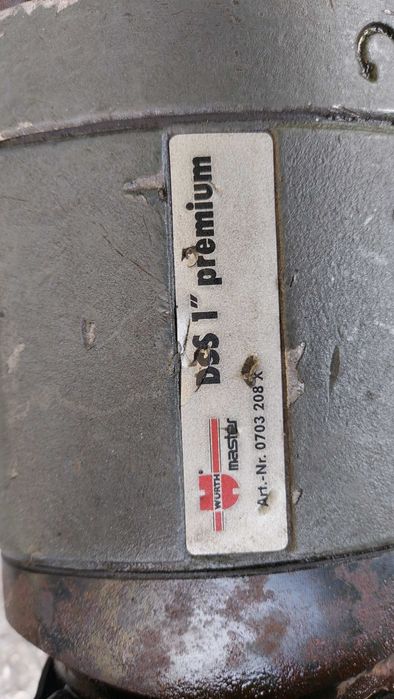 DSS 1" premium
WÜRTH
master
Art.-Nr. 0703 208 X